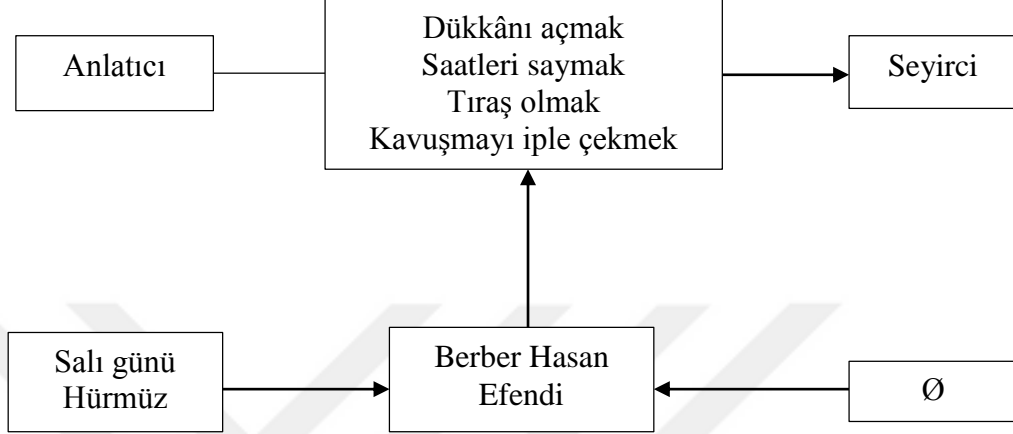 Anlatıcı
Dükkânı açmak
Saatleri saymak
Tıraş olmak
Kavuşmayı iple çekmek
Seyirci
Salı günü
Hürmüz
Berber Hasan
Efendi
Ø